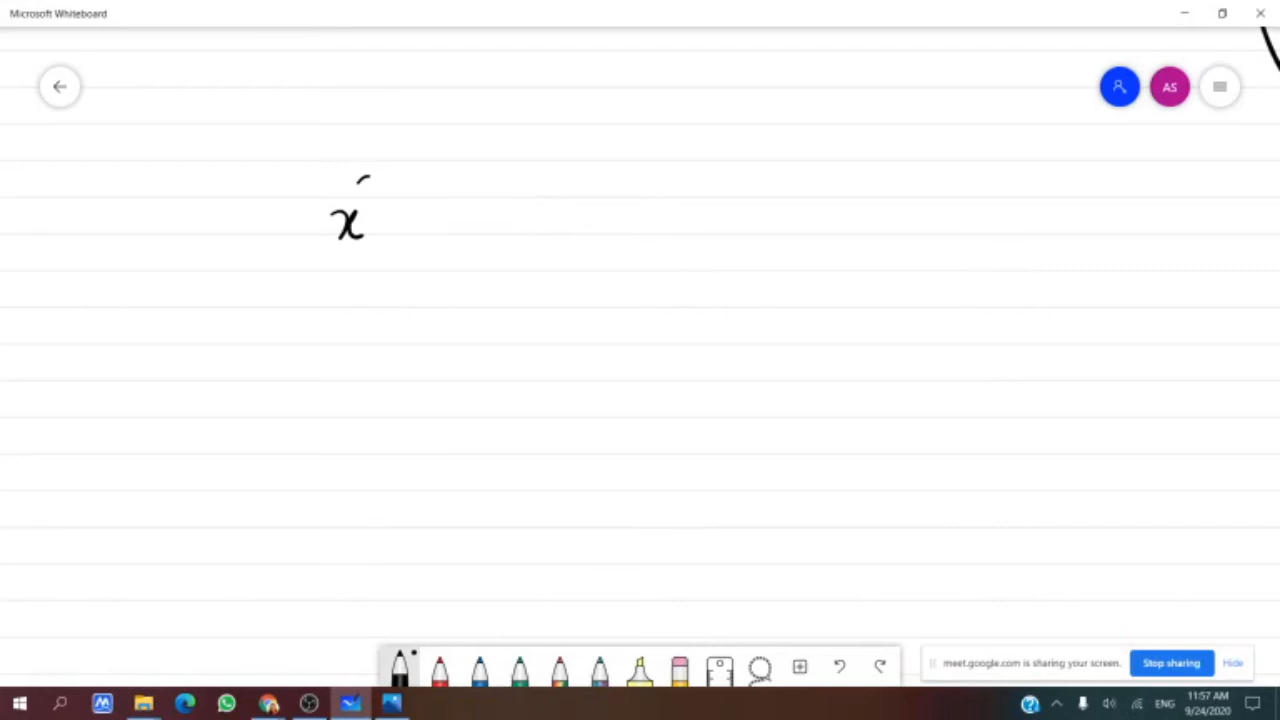 Microsoft Whiteboard
AS
x
meet.google.com is sharing your screen.
Stop sharing
Hide
ENG
11:57 AM
9/24/2020